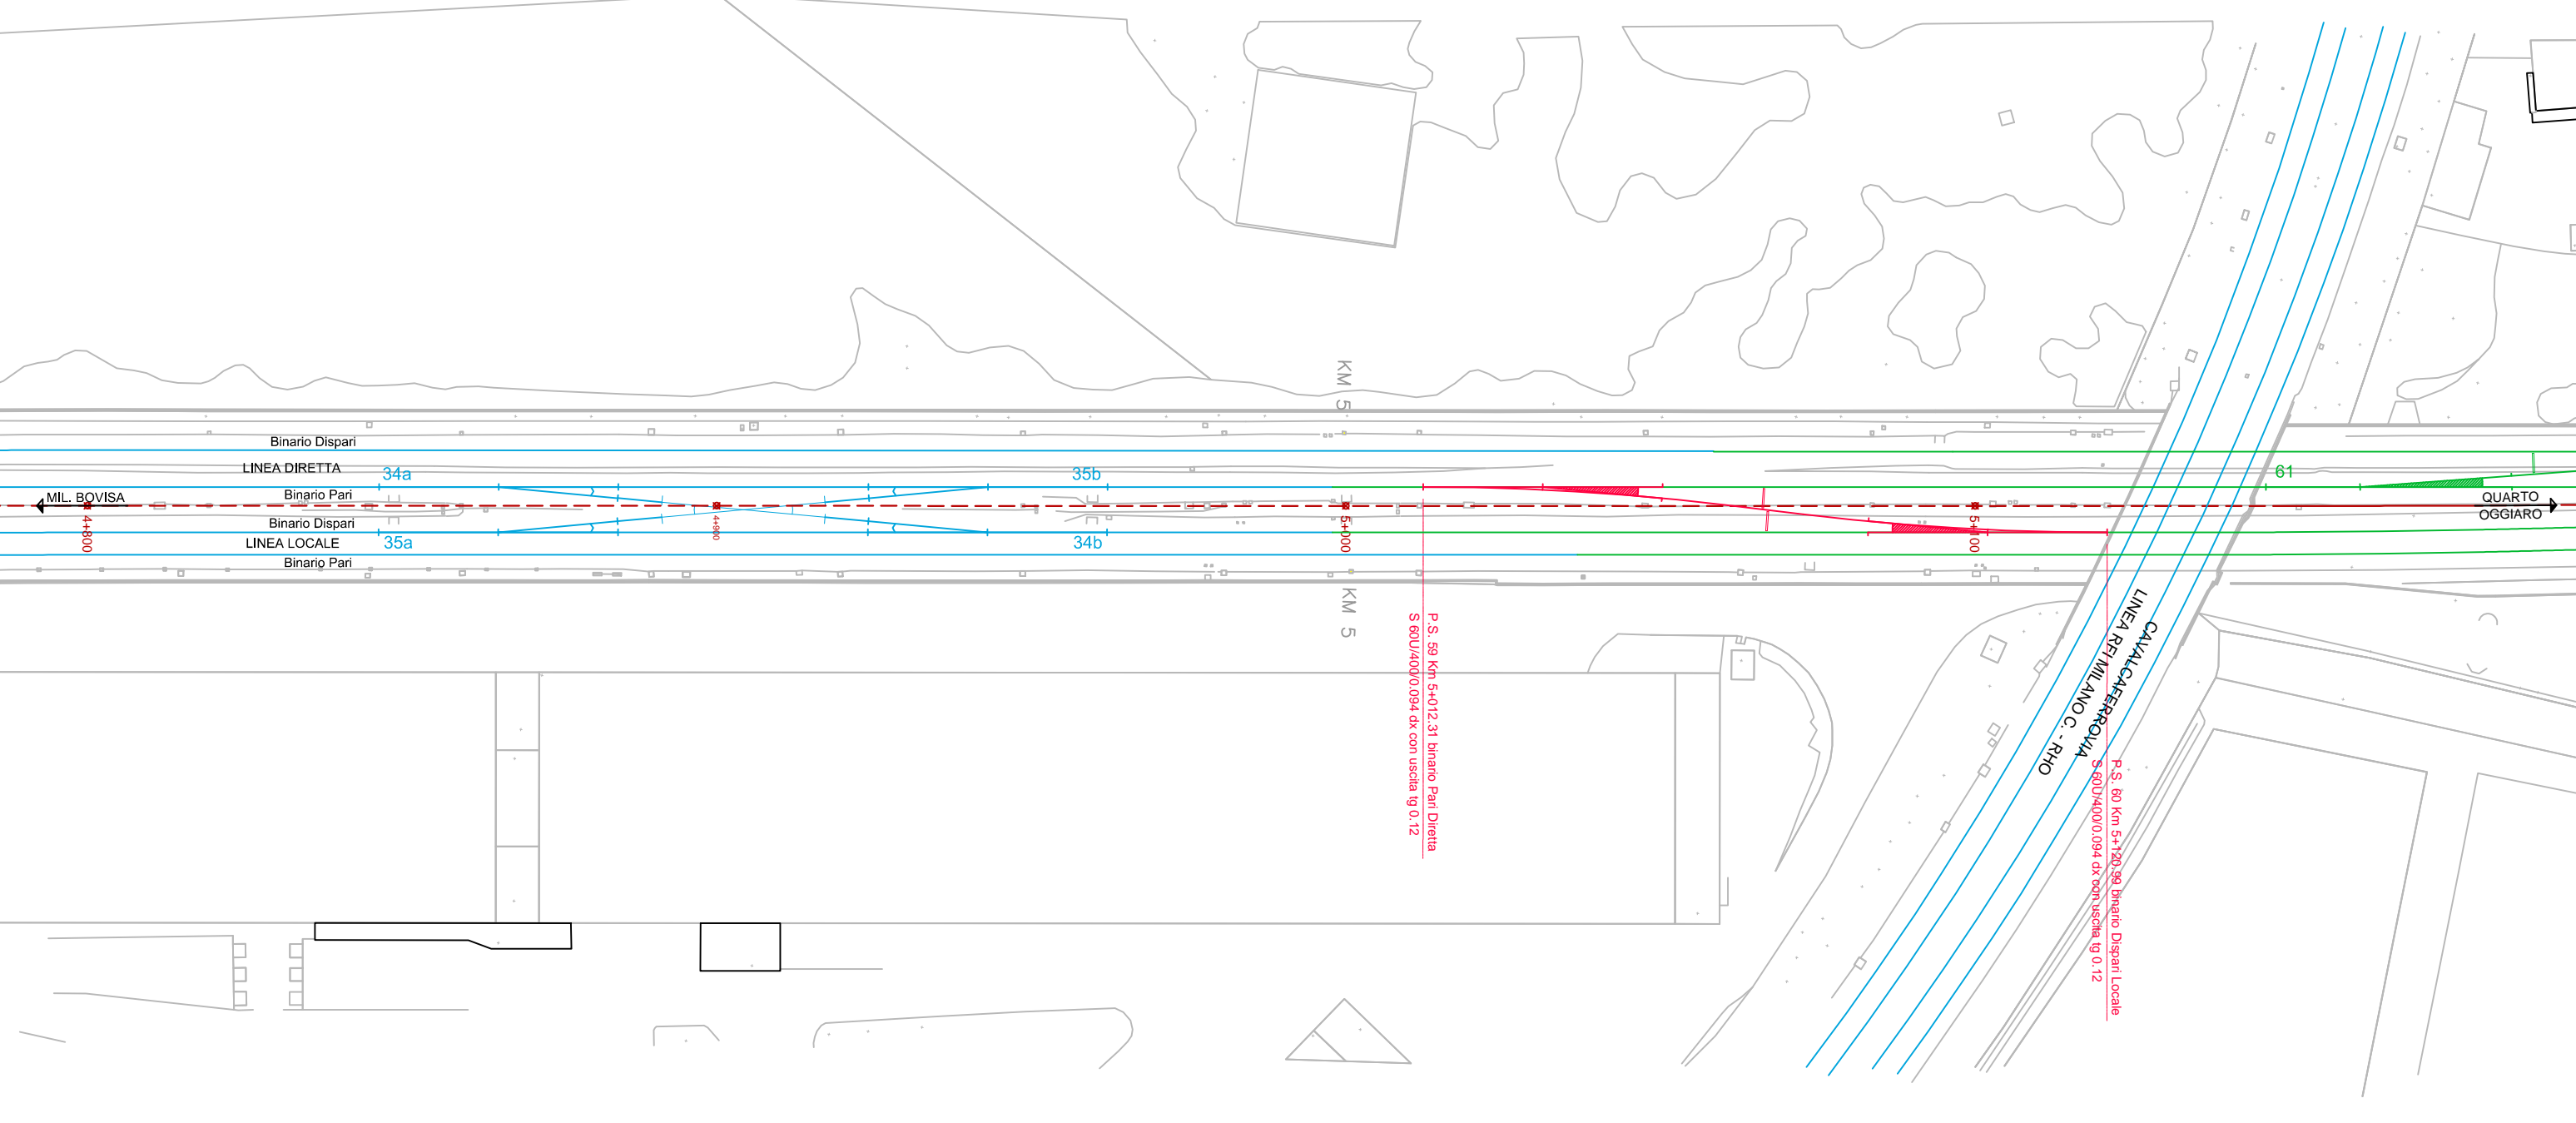 KM 5
Binario Dispari
LINEA DIRETTA
34a
35b
61
MIL. BOVISA
Binario Pari
QUARTO
OGGIARO
4+800
4+900
5+000
5+100
Binario Dispari
LINEA LOCALE
35a
34b
Binario Pari
KM 5
P.S. 59 Km 5+012.31 binario Pari Diretta
S 60U/400/0.094 dx con uscita tg 0.12
CAVALCAFERROVIA
LINEA RFI MILANO C. - RHO
P.S. 60 Km 5+120.99 binario Dispari Locale
S 60U/400/0.094 dx con uscita tg 0.12